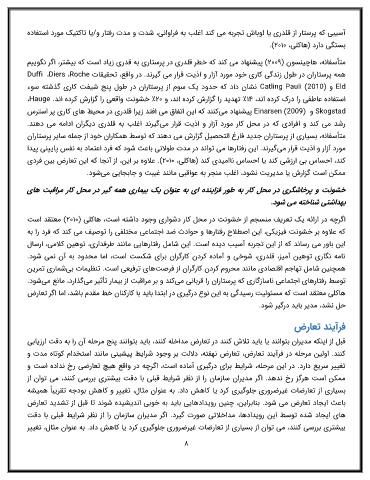 آسیبی که پرستار از قلدری یا اوباش تجربه می کند اغلب به فراوانی، شدت و مدت رفتار و/یا تاکتیک مورد استفاده
بستگی دارد (هاکلی، ۲۰۱۰).
متأسفانه، هاچینسون (۲۰۰۹) پیشنهاد می کند که خطر قلدری در پرستاری به قدری زیاد است که بیشتر، اگر نگوییم
همه پرستاران در طول زندگی کاری خود مورد آزار و اذیت قرار می گیرند. در واقع، تحقیقات Duffi ،Diers ،Roche
و Catling Pauli (2010) Eld نشان داد که حدود یک سوم از پرستاران در طول پنج شیفت کاری گذشته سوء
استفاده عاطفی را درک کرده اند، ۱۴٪ تهدید را گزارش کرده اند، و ۲۰٪ خشونت واقعی را گزارش کرده اند. Hauge،
Skogstad و Einarsen (2009) پیشنهاد می‌کنند که این اتفاق می افتد زیرا قلدری در محیط های کاری پر استرس
رشد می کند و افرادی که در محل کار مورد آزار و اذیت قرار می‌گیرند اغلب به قلدری دیگران ادامه می دهند.
متأسفانه، بسیاری از پرستاران جدید فارغ التحصیل گزارش می دهند که توسط همکاران خود از جمله سایر پرستاران
مورد آزار و اذیت قرار می‌گیرند. این رفتارها می تواند در مدت طولانی باعث شود که فرد اعتماد به نفس پایینی پیدا
کند، احساس بی ارزشی کند یا احساس ناامیدی کند (هاکلی، ۲۰۱۰). علاوه بر این، از آنجا که این تعارض بین فردی
ممکن است گزارش یا مدیریت نشود، اغلب منجر به عواقبی مانند غیبت و جابجایی می‌شود.
خشونت و پرخاشگری در محل کار به طور فزاینده ای به عنوان یک بیماری همه گیر در محل کار مراقبت های
بهداشتی شناخته می شود.
اگرچه در ارائه یک تعریف منسجم از خشونت در محل کار دشواری وجود داشته است، هاکلی (۲۰۱۰) معتقد است
که علاوه بر خشونت فیزیکی، این اصطلاح رفتارها و حوادث ضد اجتماعی مختلفی را توصیف می کند که فرد را به
این باور می رساند که از این تجربه آسیب دیده است. این شامل رفتارهایی مانند طرفداری، توهین کلامی، ارسال
نامه نگاری توهین آمیز، قلدری، شوخی و آماده کردن کارگران برای شکست است، اما محدود به آن نمی شود.
همچنین شامل تهاجم اقتصادی مانند محروم کردن کارگران از فرصت‌های ترفیعی است. تنظیمات بی‌شماری تمرین
توسط رفتارهای اجتماعی ناسازگاری که پرستاران را قربانی می‌کند و بر مراقبت از بیمار تأثیر می‌گذارد، مانع می‌شود.
هاکلی معتقد است که مسئولیت رسیدگی به این نوع درگیری در ابتدا باید با کارکنان خط مقدم باشد، اما اگر تعارض
حل نشد، مدیر باید درگیر شود.
فرآیند تعارض
قبل از اینکه مدیران بتوانند یا باید تلاش کنند در تعارض مداخله کنند، باید بتوانند پنج مرحله آن را به دقت ارزیابی
کنند. اولین مرحله در فرآیند تعارض، تعارض نهفته، دلالت بر وجود شرایط پیشینی مانند استخدام کوتاه مدت و
تغییر سریع دارد. در این مرحله، شرایط برای درگیری آماده است، اگرچه در واقع هیچ تعارضی رخ نداده است و
ممکن است هرگز رخ ندهد. اگر مدیران سازمان را از نظر شرایط قبلی با دقت بیشتری بررسی کنند، می توان از
بسیاری از تعارضات غیرضروری جلوگیری کرد یا کاهش داد. به عنوان مثال، تغییر و کاهش بودجه تقریباً همیشه
باعث ایجاد تعارض می شود. بنابراین، چنین رویدادهایی باید به خوبی اندیشیده شوند تا قبل از تشدید تعارض
های ایجاد شده توسط این رویدادها، مداخلاتی صورت گیرد. اگر مدیران سازمان را از نظر شرایط قبلی با دقت
بیشتری بررسی کنند، می توان از بسیاری از تعارضات غیرضروری جلوگیری کرد یا کاهش داد. به عنوان مثال، تغییر
۸